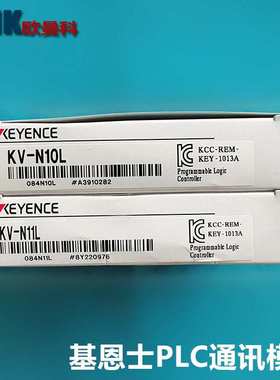 欧曼科
KEYENCE
KV-N10L
084N10L #A3910282
KCC-REM-
KEY-1013A
Programmable Logic
Controller
KEYENCE
KV-N11L
084N11L #8Y220976
KCC-REM-
KEY-1013A
Programmable Logic
Controller
基恩士PLC通讯模